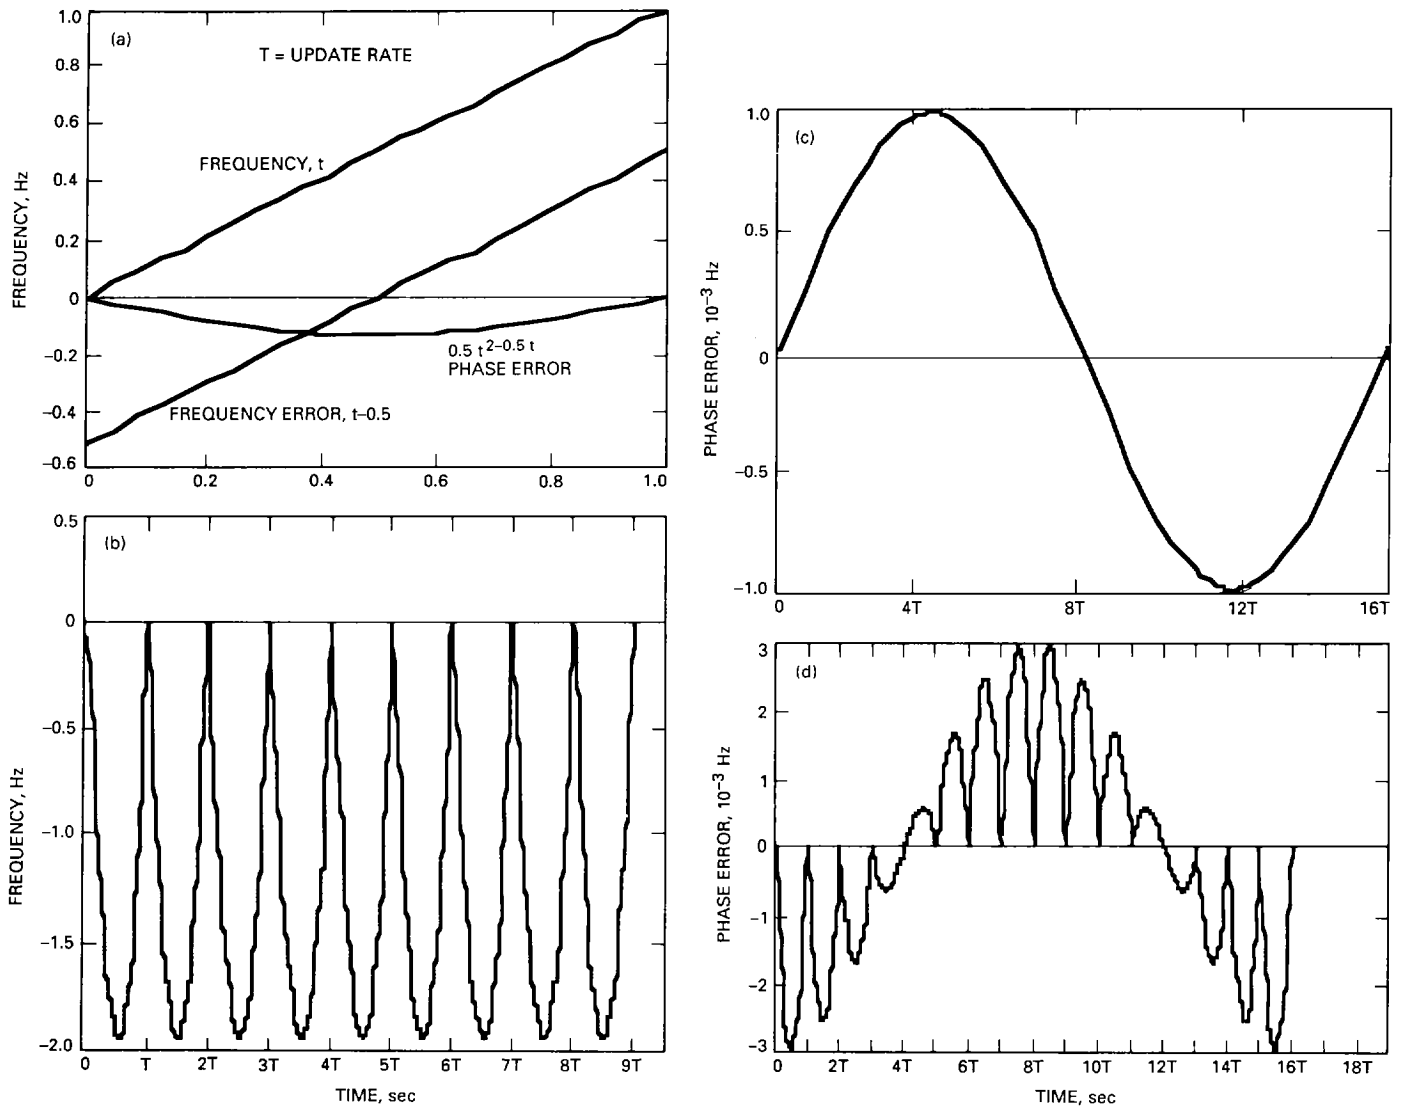 (a)
T = UPDATE RATE
FREQUENCY, t
0.5 t^2–0.5 t
PHASE ERROR
FREQUENCY ERROR, t–0.5
FREQUENCY, Hz
1.0
0.8
0.6
0.4
0.2
0
–0.2
–0.4
–0.6
0 0.2 0.4 0.6 0.8 1.0
(b)
FREQUENCY, Hz
0.5
0
–0.5
–1.0
–1.5
–2.0
0 T 2T 3T 4T 5T 6T 7T 8T 9T
TIME, sec
(c)
PHASE ERROR, 10^–3 Hz
1.0
0.5
0
–0.5
–1.0
0 4T 8T 12T 16T
(d)
PHASE ERROR, 10^–3 Hz
3
2
1
0
–1
–2
–3
0 2T 4T 6T 8T 10T 12T 14T 16T 18T
TIME, sec